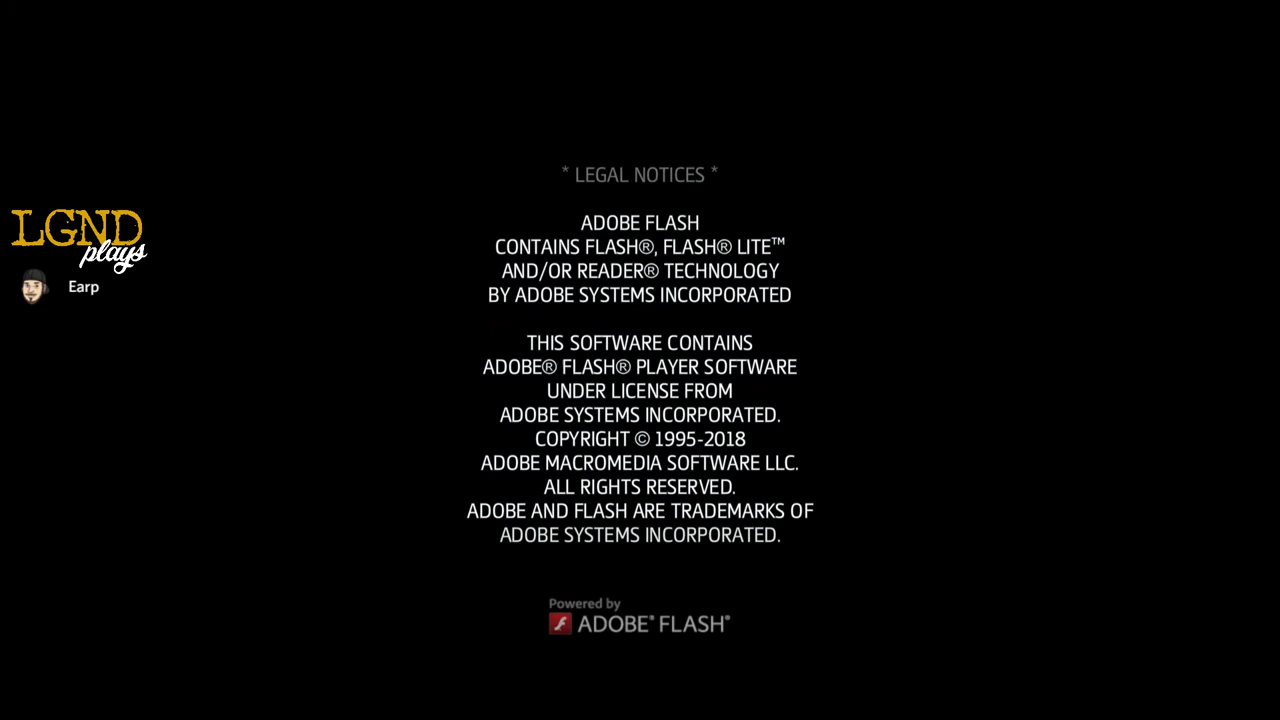 * LEGAL NOTICES *
ADOBE FLASH
CONTAINS FLASH®, FLASH® LITE™
AND/OR READER® TECHNOLOGY
BY ADOBE SYSTEMS INCORPORATED
THIS SOFTWARE CONTAINS
ADOBE® FLASH® PLAYER SOFTWARE
UNDER LICENSE FROM
ADOBE SYSTEMS INCORPORATED.
COPYRIGHT © 1995-2018
ADOBE MACROMEDIA SOFTWARE LLC.
ALL RIGHTS RESERVED.
ADOBE AND FLASH ARE TRADEMARKS OF
ADOBE SYSTEMS INCORPORATED.
Powered by
ADOBE® FLASH®
LGND
plays
Earp